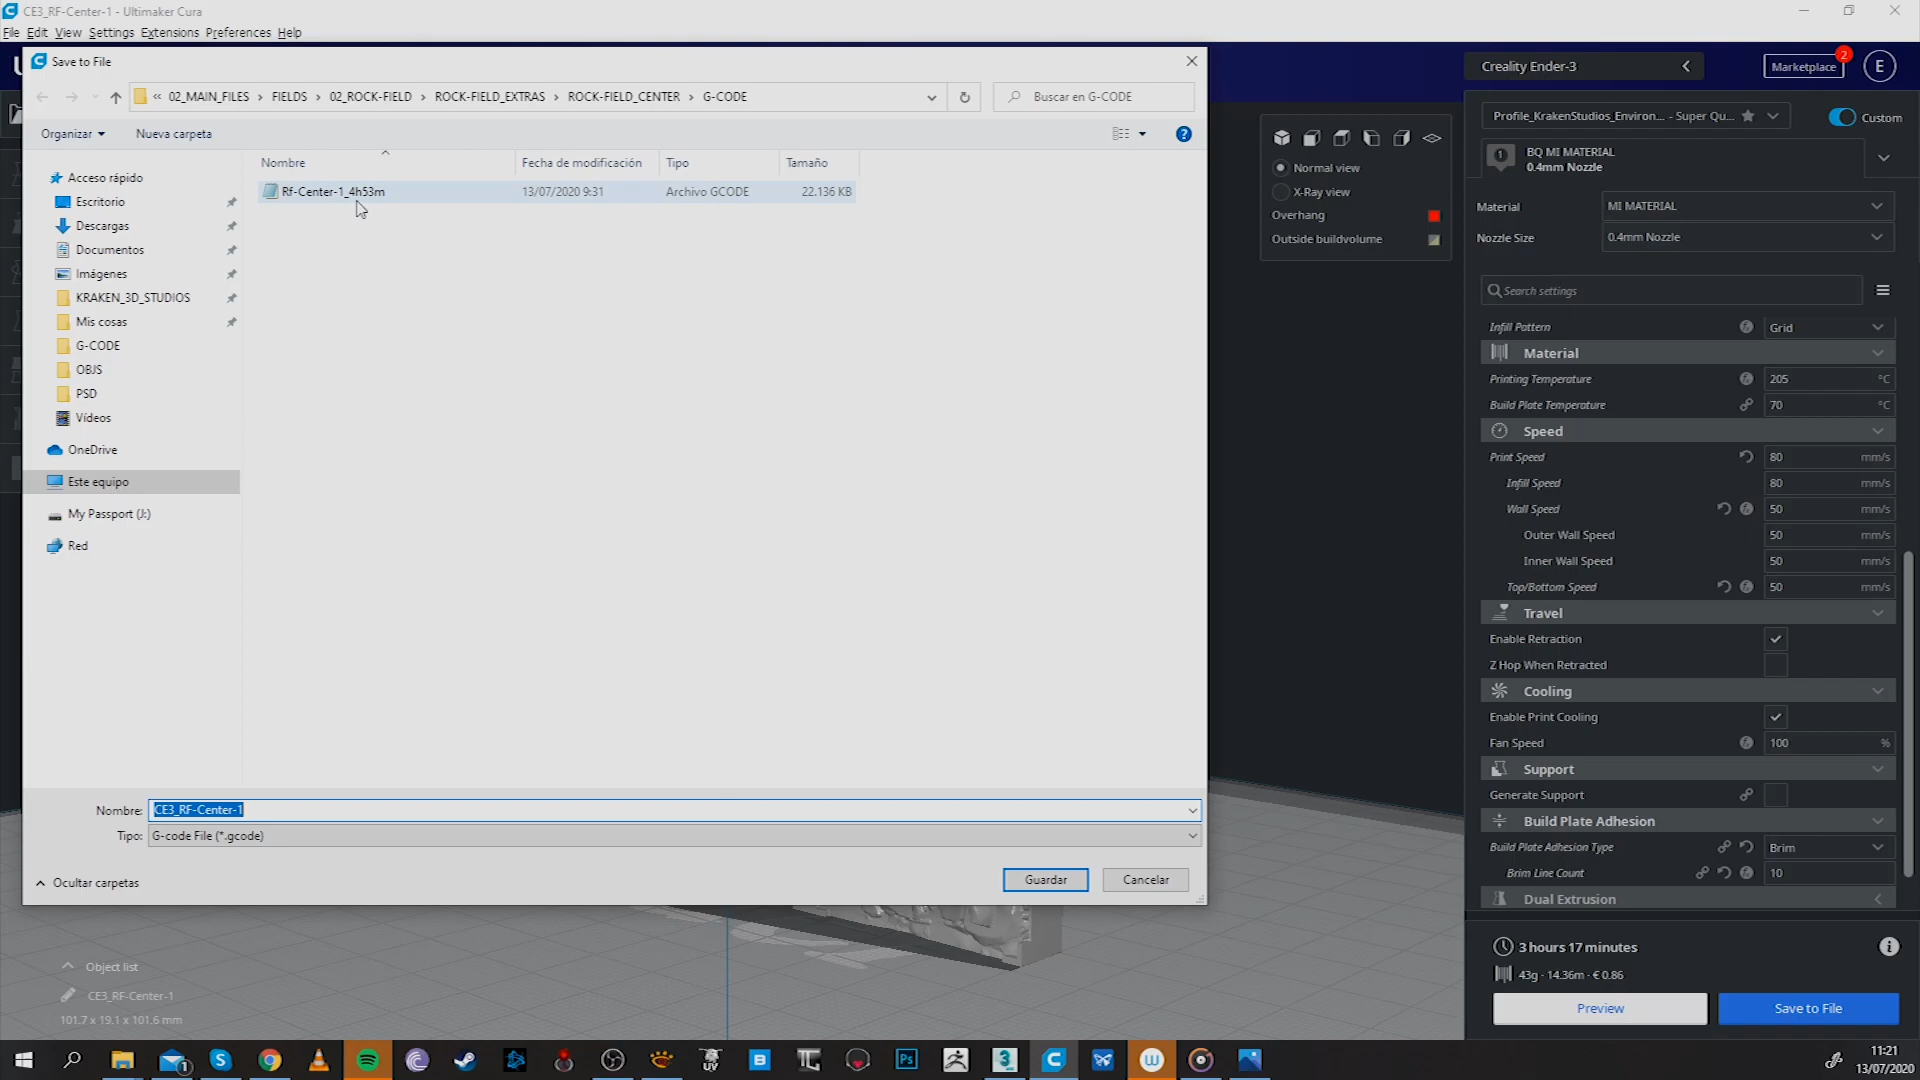 CE3_RF-Center-1 - Ultimaker Cura
File Edit View Settings Extensions Preferences Help
Save to File
« 02_MAIN_FILES › FIELDS › 02_ROCK-FIELD › ROCK-FIELD_EXTRAS › ROCK-FIELD_CENTER › G-CODE
Buscar en G-CODE
Organizar
Nueva carpeta
Acceso rápido
Escritorio
Descargas
Documentos
Imágenes
KRAKEN_3D_STUDIOS
Mis cosas
G-CODE
OBJS
PSD
Vídeos
OneDrive
Este equipo
My Passport (J:)
Red
Nombre Fecha de modificación Tipo Tamaño
Rf-Center-1_4h53m 13/07/2020 9:31 Archivo GCODE 22.136 KB
Nombre: CE3_RF-Center-1
Tipo: G-code File (*.gcode)
Ocultar carpetas
Guardar
Cancelar
Object list
CE3_RF-Center-1
101.7 x 19.1 x 101.6 mm
Normal view
X-Ray view
Overhang
Outside buildvolume
Creality Ender-3
Marketplace
2
E
Profile_KrakenStudios_Environ... - Super Qu...
Custom
1
BQ MI MATERIAL
0.4mm Nozzle
Material MI MATERIAL
Nozzle Size 0.4mm Nozzle
Search settings
Infill Pattern Grid
Material
Printing Temperature 205 °C
Build Plate Temperature 70 °C
Speed
Print Speed 80 mm/s
Infill Speed 80 mm/s
Wall Speed 50 mm/s
Outer Wall Speed 50 mm/s
Inner Wall Speed 50 mm/s
Top/Bottom Speed 50 mm/s
Travel
Enable Retraction
Z Hop When Retracted
Cooling
Enable Print Cooling
Fan Speed 100 %
Support
Generate Support
Build Plate Adhesion
Build Plate Adhesion Type Brim
Brim Line Count 10
Dual Extrusion
3 hours 17 minutes
43g · 14.36m · € 0.86
Preview
Save to File
11:21
13/07/2020